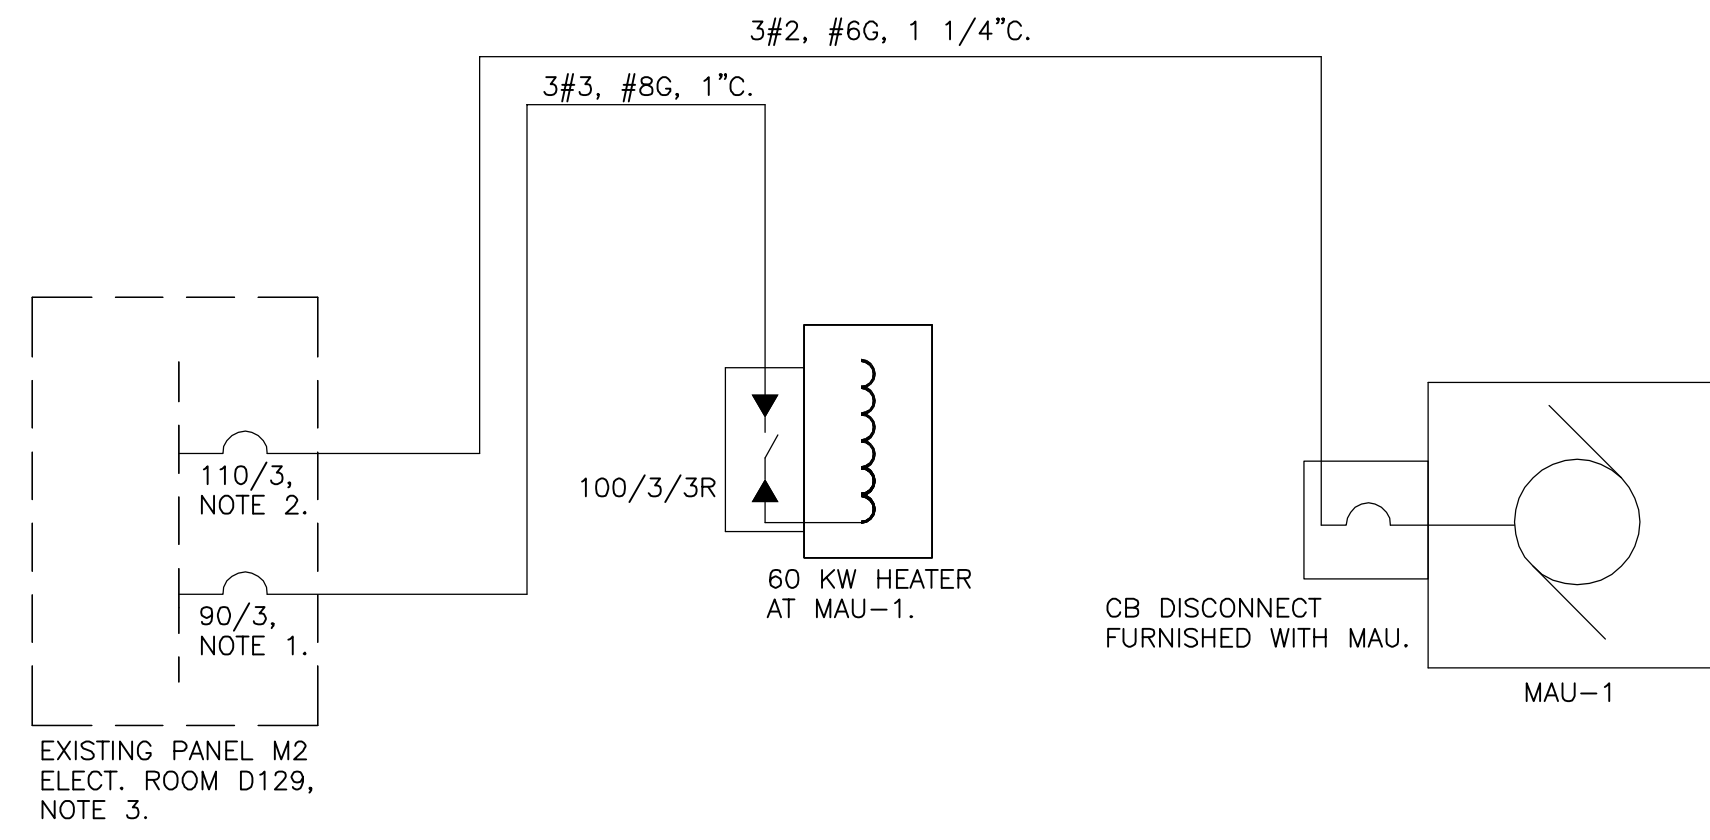 3#2, #6G, 1 1/4"C.
3#3, #8G, 1"C.
110/3,
NOTE 2.
100/3/3R
90/3,
NOTE 1.
60 KW HEATER
AT MAU-1.
CB DISCONNECT
FURNISHED WITH MAU.
MAU-1
EXISTING PANEL M2
ELECT. ROOM D129,
NOTE 3.